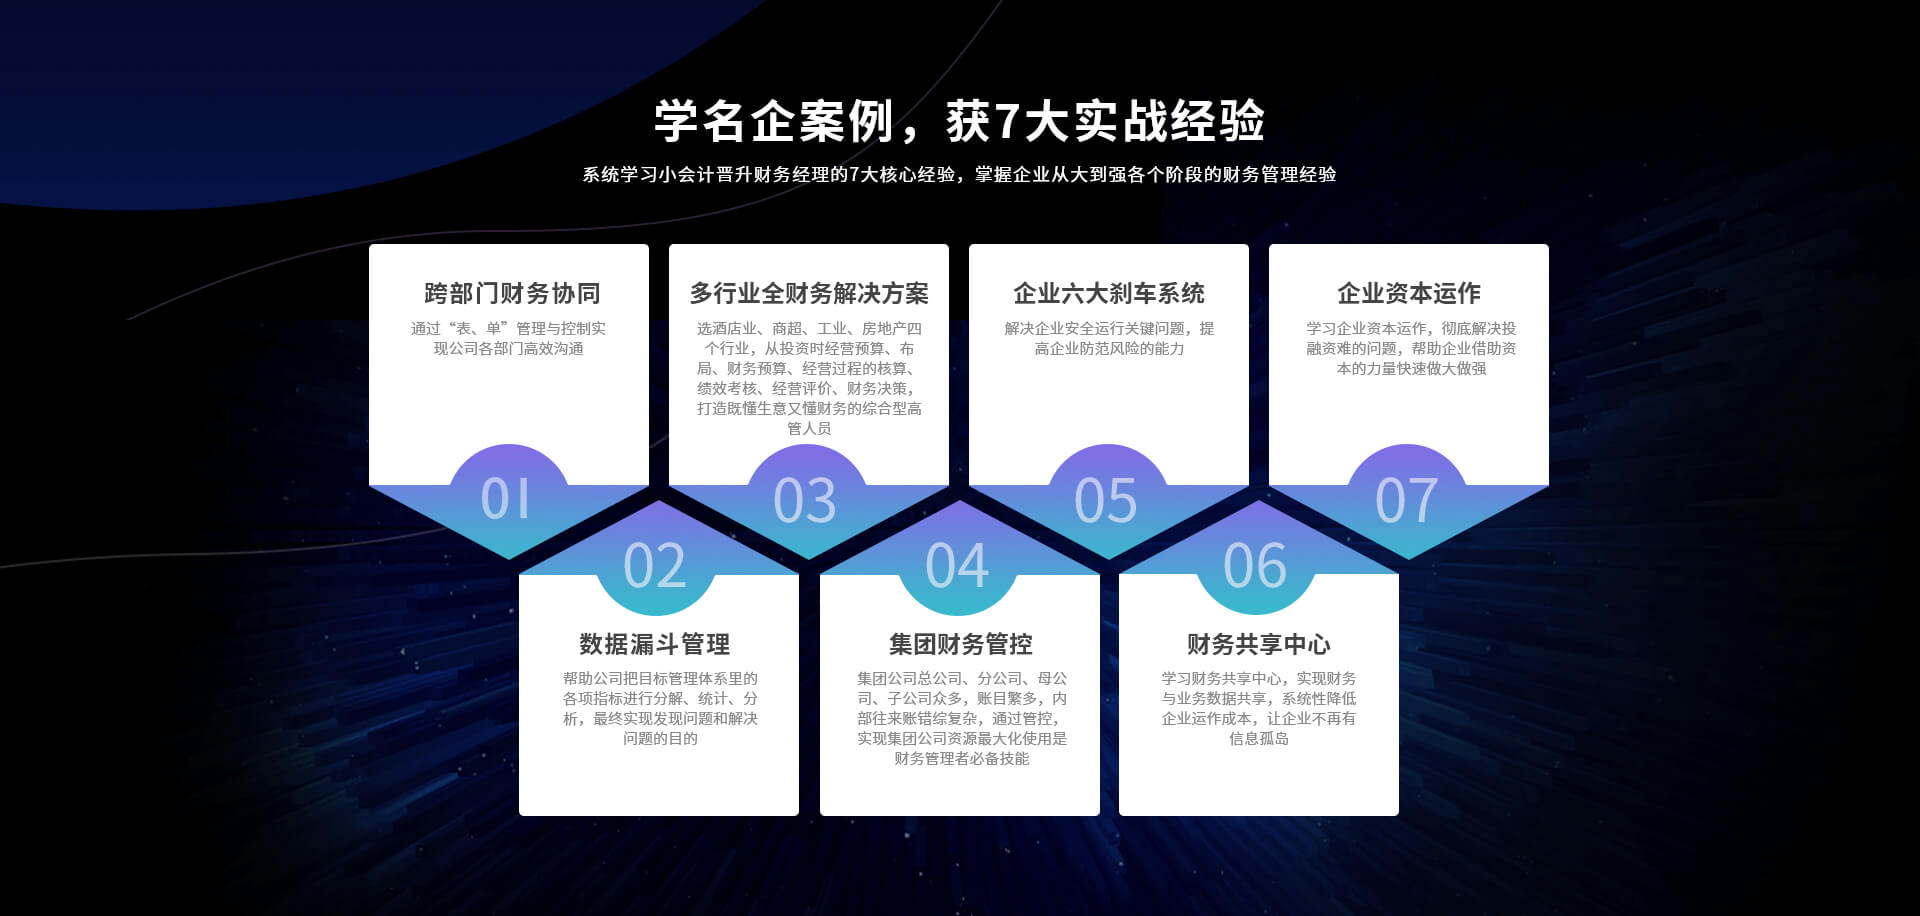 学名企案例，获7大实战经验
系统学习小会计晋升财务经理的7大核心经验，掌握企业从大到强各个阶段的财务管理经验
跨部门财务协同
通过“表、单”管理与控制实
现公司各部门高效沟通
01
多行业全财务解决方案
选酒店业、商超、工业、房地产四
个行业，从投资时经营预算、布
局、财务预算、经营过程的核算、
绩效考核、经营评价、财务决策，
打造既懂生意又懂财务的综合型高
管人员
03
企业六大刹车系统
解决企业安全运行关键问题，提
高企业防范风险的能力
05
企业资本运作
学习企业资本运作，彻底解决投
融资难的问题，帮助企业借助资
本的力量快速做大做强
07
02
数据漏斗管理
帮助公司把目标管理体系里的
各项指标进行分解、统计、分
析，最终实现发现问题和解决
问题的目的
04
集团财务管控
集团公司总公司、分公司、母公
司、子公司众多，账目繁多，内
部往来账错综复杂，通过管控，
实现集团公司资源最大化使用是
财务管理者必备技能
06
财务共享中心
学习财务共享中心，实现财务
与业务数据共享，系统性降低
企业运作成本，让企业不再有
信息孤岛